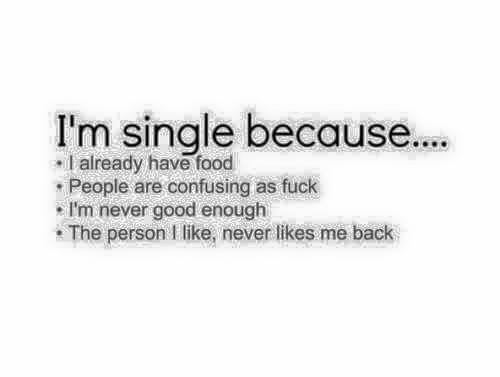 I'm single because....
• I already have food
• People are confusing as fuck
• I'm never good enough
• The person I like, never likes me back